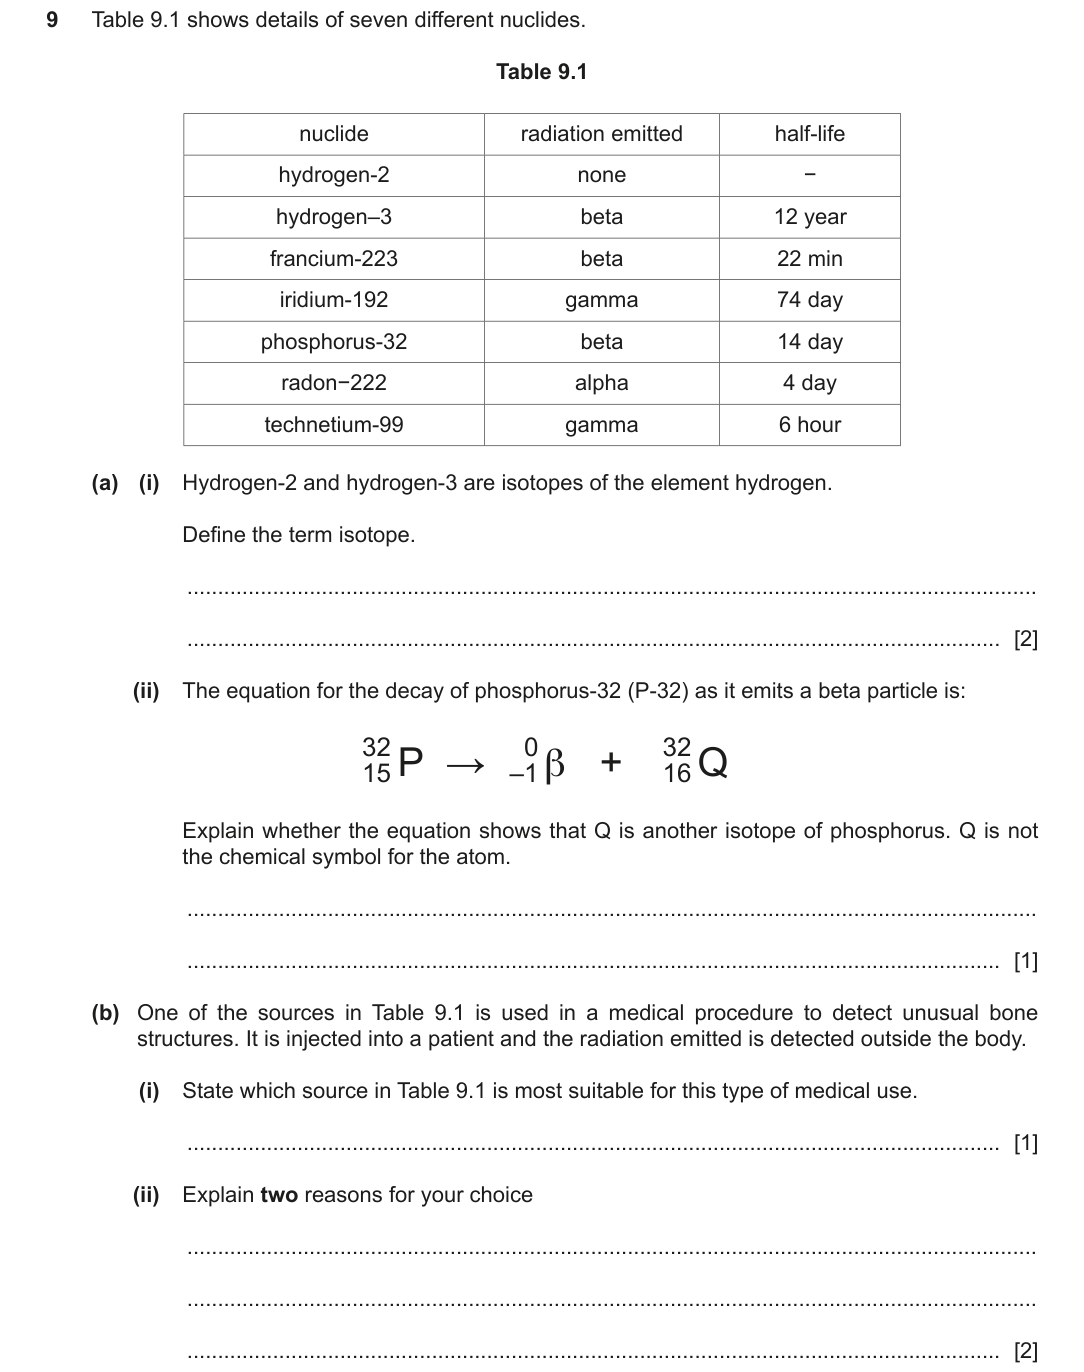 9 Table 9.1 shows details of seven different nuclides.
Table 9.1
nuclide radiation emitted half-life
hydrogen-2 none –
hydrogen–3 beta 12 year
francium-223 beta 22 min
iridium-192 gamma 74 day
phosphorus-32 beta 14 day
radon−222 alpha 4 day
technetium-99 gamma 6 hour
(a) (i) Hydrogen-2 and hydrogen-3 are isotopes of the element hydrogen.
Define the term isotope.
..........................................................................................................................................
.................................................................................................................................... [2]
(ii) The equation for the decay of phosphorus-32 (P-32) as it emits a beta particle is:
³²₁₅P → ⁰₋₁β + ³²₁₆Q
Explain whether the equation shows that Q is another isotope of phosphorus. Q is not
the chemical symbol for the atom.
..........................................................................................................................................
.................................................................................................................................... [1]
(b) One of the sources in Table 9.1 is used in a medical procedure to detect unusual bone
structures. It is injected into a patient and the radiation emitted is detected outside the body.
(i) State which source in Table 9.1 is most suitable for this type of medical use.
.................................................................................................................................... [1]
(ii) Explain two reasons for your choice
..........................................................................................................................................
..........................................................................................................................................
.................................................................................................................................... [2]